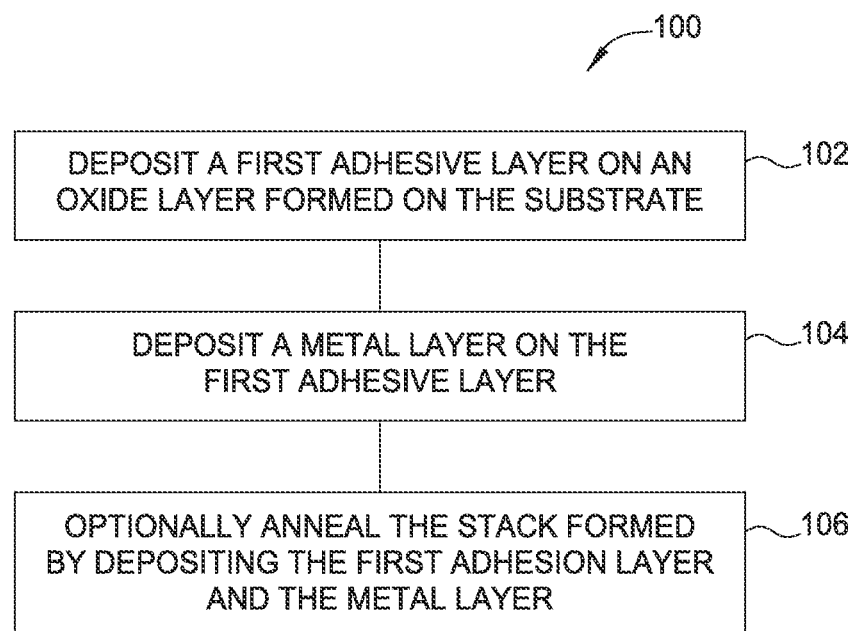 100
DEPOSIT A FIRST ADHESIVE LAYER ON AN
OXIDE LAYER FORMED ON THE SUBSTRATE
102
DEPOSIT A METAL LAYER ON THE
FIRST ADHESIVE LAYER
104
OPTIONALLY ANNEAL THE STACK FORMED
BY DEPOSITING THE FIRST ADHESION LAYER
AND THE METAL LAYER
106